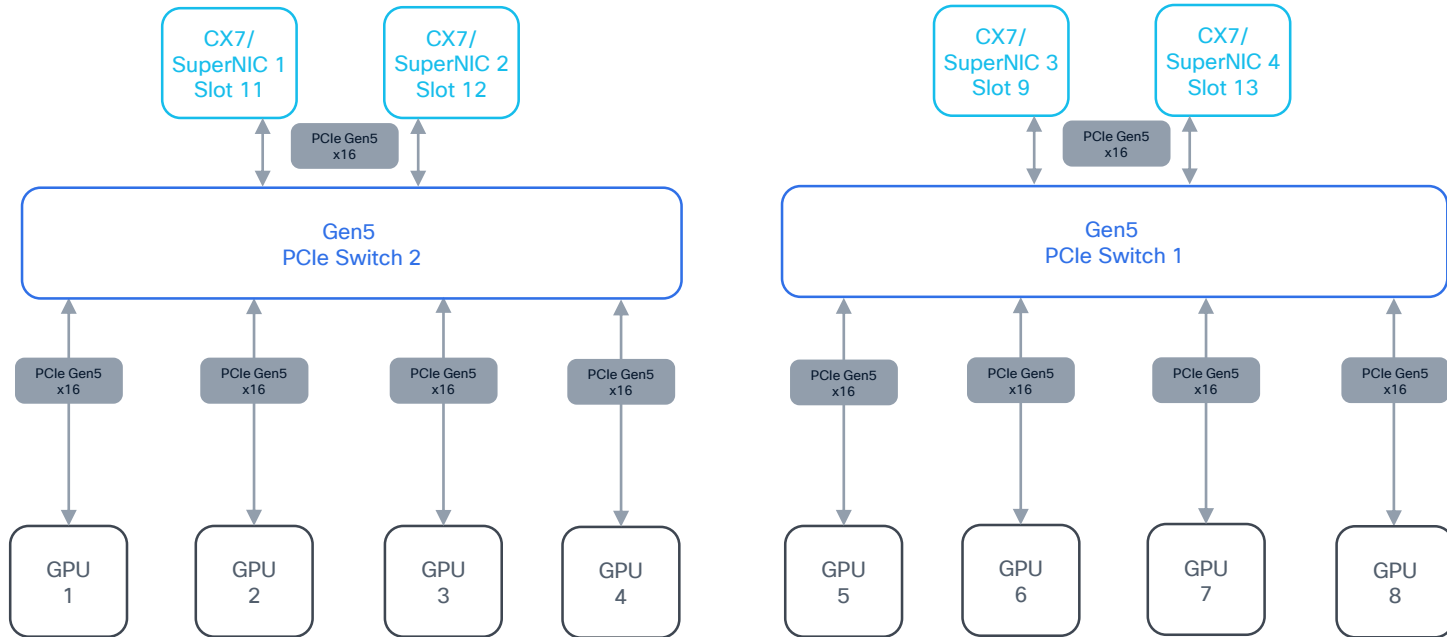 CX7/
SuperNIC 1
Slot 11
CX7/
SuperNIC 2
Slot 12
PCIe Gen5
x16
CX7/
SuperNIC 3
Slot 9
CX7/
SuperNIC 4
Slot 13
PCIe Gen5
x16
Gen5
PCIe Switch 2
Gen5
PCIe Switch 1
PCIe Gen5
x16
PCIe Gen5
x16
PCIe Gen5
x16
PCIe Gen5
x16
PCIe Gen5
x16
PCIe Gen5
x16
PCIe Gen5
x16
PCIe Gen5
x16
GPU
1
GPU
2
GPU
3
GPU
4
GPU
5
GPU
6
GPU
7
GPU
8